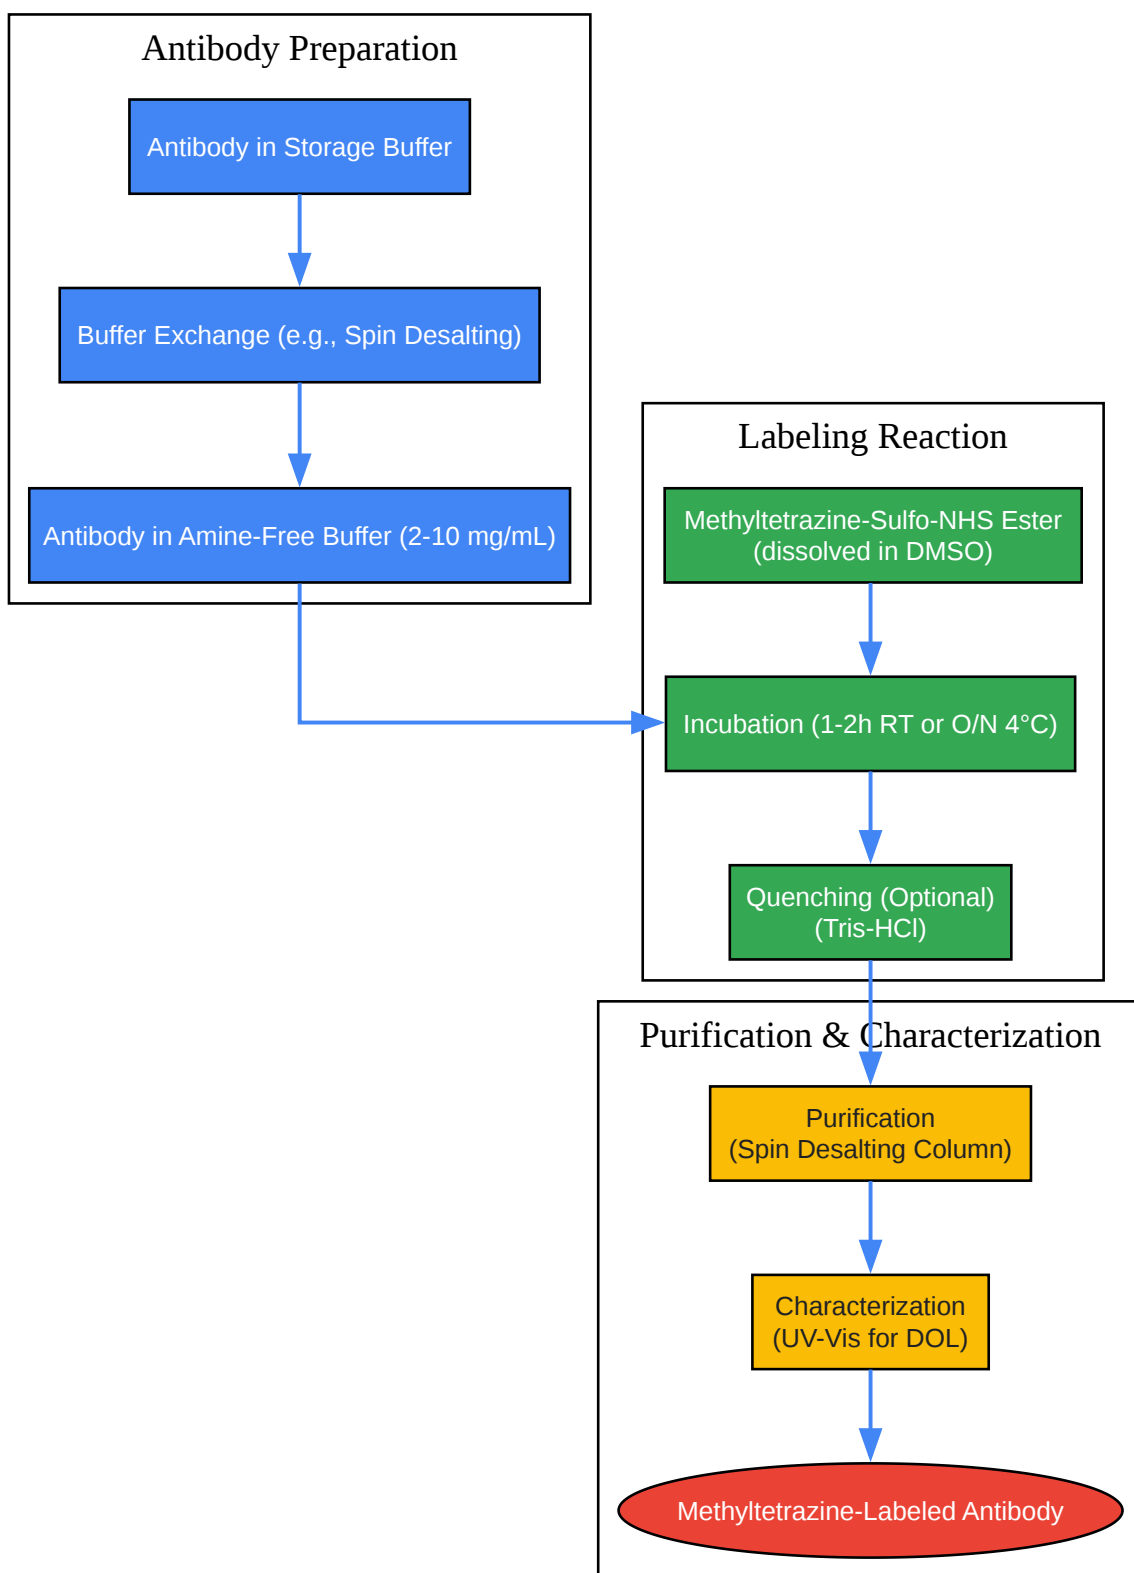 Antibody Preparation
Antibody in Storage Buffer
Buffer Exchange (e.g., Spin Desalting)
Antibody in Amine-Free Buffer (2-10 mg/mL)
Labeling Reaction
Methyltetrazine-Sulfo-NHS Ester
(dissolved in DMSO)
Incubation (1-2h RT or O/N 4°C)
Quenching (Optional)
(Tris-HCl)
Purification & Characterization
Purification
(Spin Desalting Column)
Characterization
(UV-Vis for DOL)
Methyltetrazine-Labeled Antibody